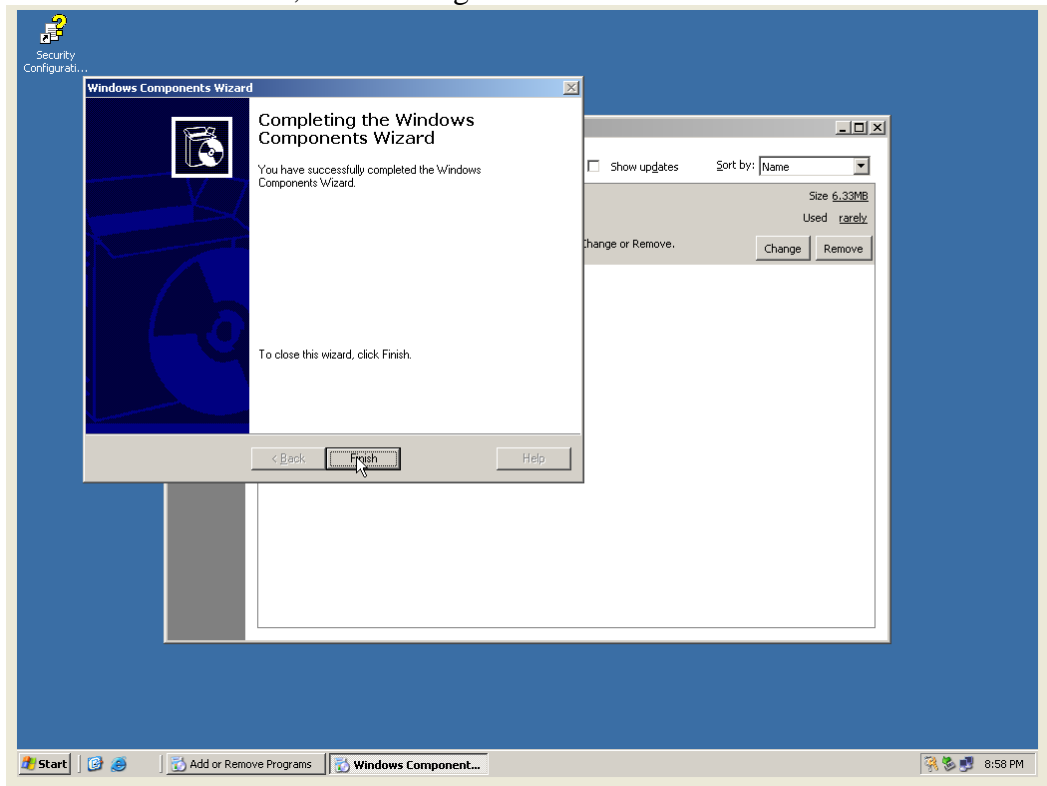 Security
Configurati...
Windows Components Wizard
Completing the Windows
Components Wizard
You have successfully completed the Windows
Components Wizard.
To close this wizard, click Finish.
< Back
Finish
Help
Show updates
Sort by:
Name
Size 6.33MB
Used rarely
Change or Remove.
Change
Remove
Start
Add or Remove Programs
Windows Component...
8:58 PM